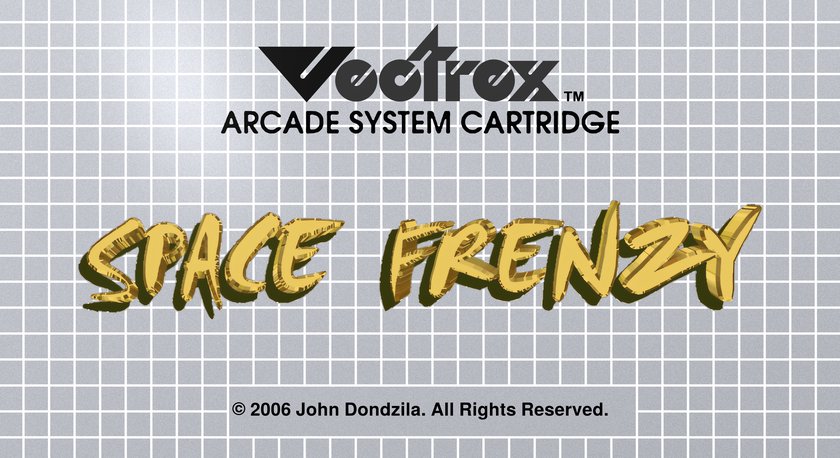 Vectrex™
ARCADE SYSTEM CARTRIDGE
SPACE FRENZY
© 2006 John Dondzila. All Rights Reserved.